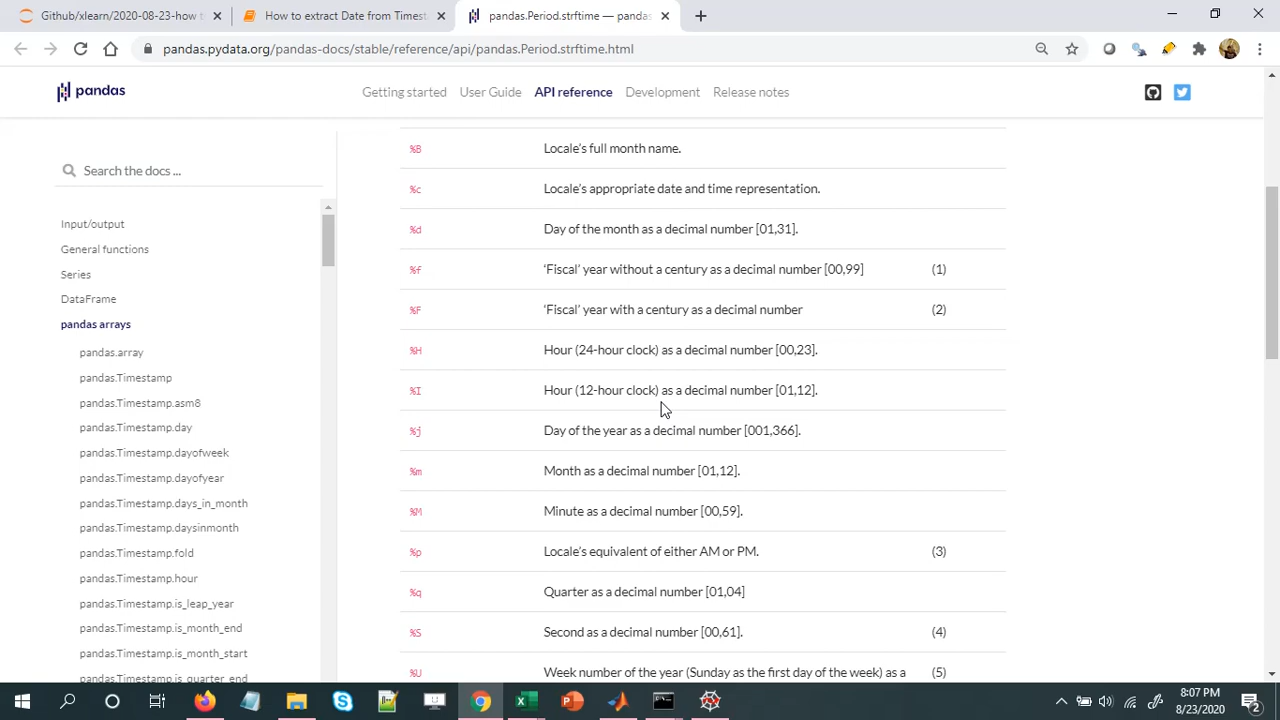 Github/xlearn/2020-08-23-how t
How to extract Date from Timest
pandas.Period.strftime — pandas
pandas.pydata.org/pandas-docs/stable/reference/api/pandas.Period.strftime.html
pandas
Getting started User Guide API reference Development Release notes
Search the docs ...
Input/output
General functions
Series
DataFrame
pandas arrays
pandas.array
pandas.Timestamp
pandas.Timestamp.asm8
pandas.Timestamp.day
pandas.Timestamp.dayofweek
pandas.Timestamp.dayofyear
pandas.Timestamp.days_in_month
pandas.Timestamp.daysinmonth
pandas.Timestamp.fold
pandas.Timestamp.hour
pandas.Timestamp.is_leap_year
pandas.Timestamp.is_month_end
pandas.Timestamp.is_month_start
pandas.Timestamp.is_quarter_end
%B Locale's full month name.
%c Locale's appropriate date and time representation.
%d Day of the month as a decimal number [01,31].
%f ‘Fiscal’ year without a century as a decimal number [00,99] (1)
%F ‘Fiscal’ year with a century as a decimal number (2)
%H Hour (24-hour clock) as a decimal number [00,23].
%I Hour (12-hour clock) as a decimal number [01,12].
%j Day of the year as a decimal number [001,366].
%m Month as a decimal number [01,12].
%M Minute as a decimal number [00,59].
%p Locale's equivalent of either AM or PM. (3)
%q Quarter as a decimal number [01,04]
%S Second as a decimal number [00,61]. (4)
%U Week number of the year (Sunday as the first day of the week) as a (5)
8:07 PM
8/23/2020
2